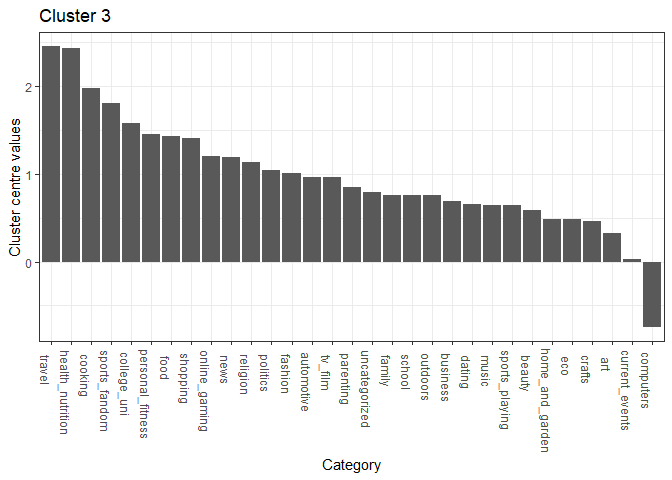 Cluster 3
Cluster centre values
2
1
0
travel
health_nutrition
cooking
sports_fandom
college_uni
personal_fitness
food
shopping
online_gaming
news
religion
politics
fashion
automotive
tv_film
parenting
uncategorized
family
school
outdoors
business
dating
music
sports_playing
beauty
home_and_garden
eco
crafts
art
current_events
computers
Category